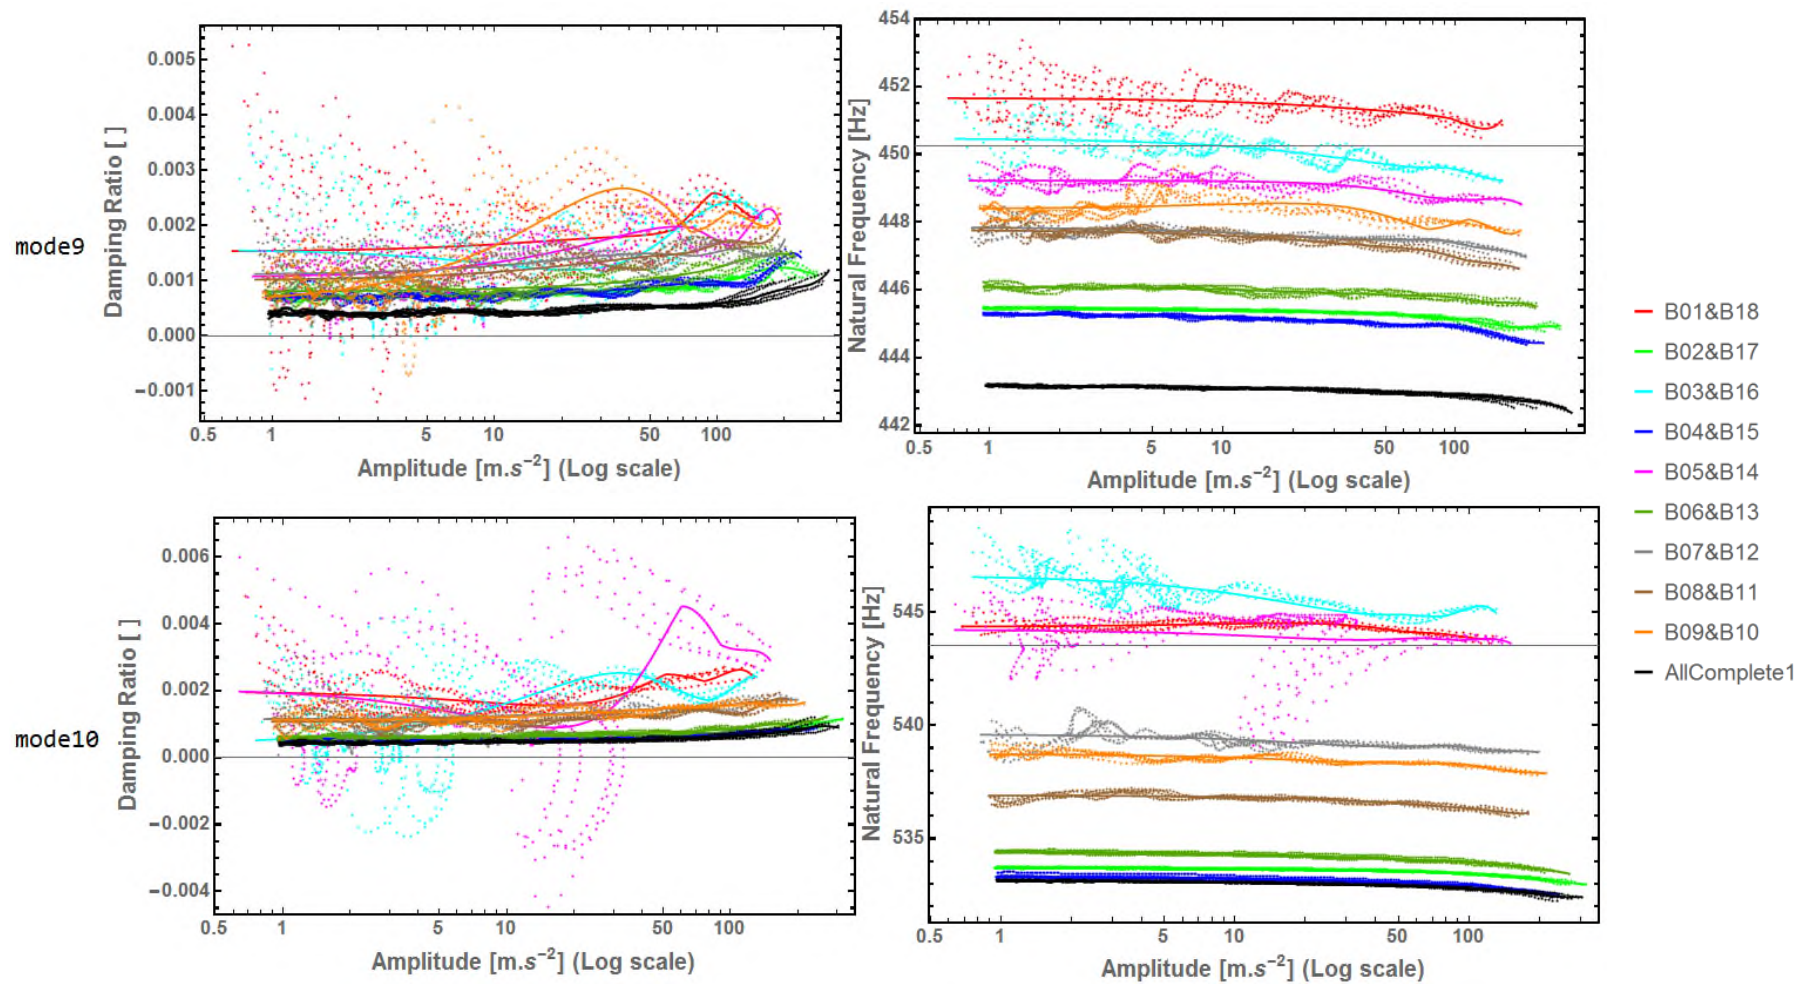 mode9
Damping Ratio [ ]
0.005
0.004
0.003
0.002
0.001
0.000
−0.001
0.5 1 5 10 50 100
Amplitude [m.s−2] (Log scale)
Natural Frequency [Hz]
454
452
450
448
446
444
442
0.5 1 5 10 50 100
Amplitude [m.s−2] (Log scale)
mode10
Damping Ratio [ ]
0.006
0.004
0.002
0.000
−0.002
−0.004
0.5 1 5 10 50 100
Amplitude [m.s−2] (Log scale)
Natural Frequency [Hz]
545
540
535
0.5 1 5 10 50 100
Amplitude [m.s−2] (Log scale)
B01&B18
B02&B17
B03&B16
B04&B15
B05&B14
B06&B13
B07&B12
B08&B11
B09&B10
AllComplete1